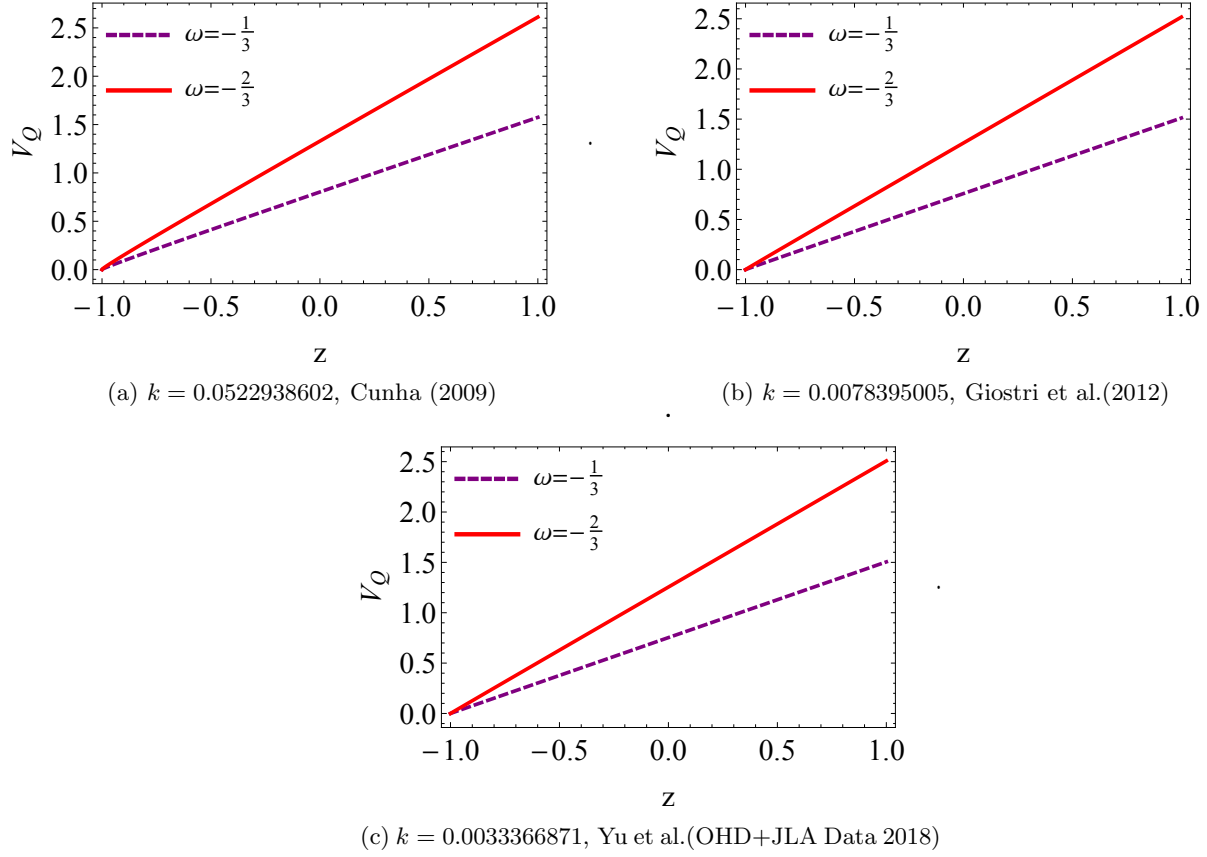 2.5
2.0
1.5
1.0
0.5
0.0
V_Q
ω=−1/3
ω=−2/3
−1.0 −0.5 0.0 0.5 1.0
z
(a) k = 0.0522938602, Cunha (2009)
2.5
2.0
1.5
1.0
0.5
0.0
V_Q
ω=−1/3
ω=−2/3
−1.0 −0.5 0.0 0.5 1.0
z
(b) k = 0.0078395005, Giostri et al.(2012)
2.5
2.0
1.5
1.0
0.5
0.0
V_Q
ω=−1/3
ω=−2/3
−1.0 −0.5 0.0 0.5 1.0
z
(c) k = 0.0033366871, Yu et al.(OHD+JLA Data 2018)